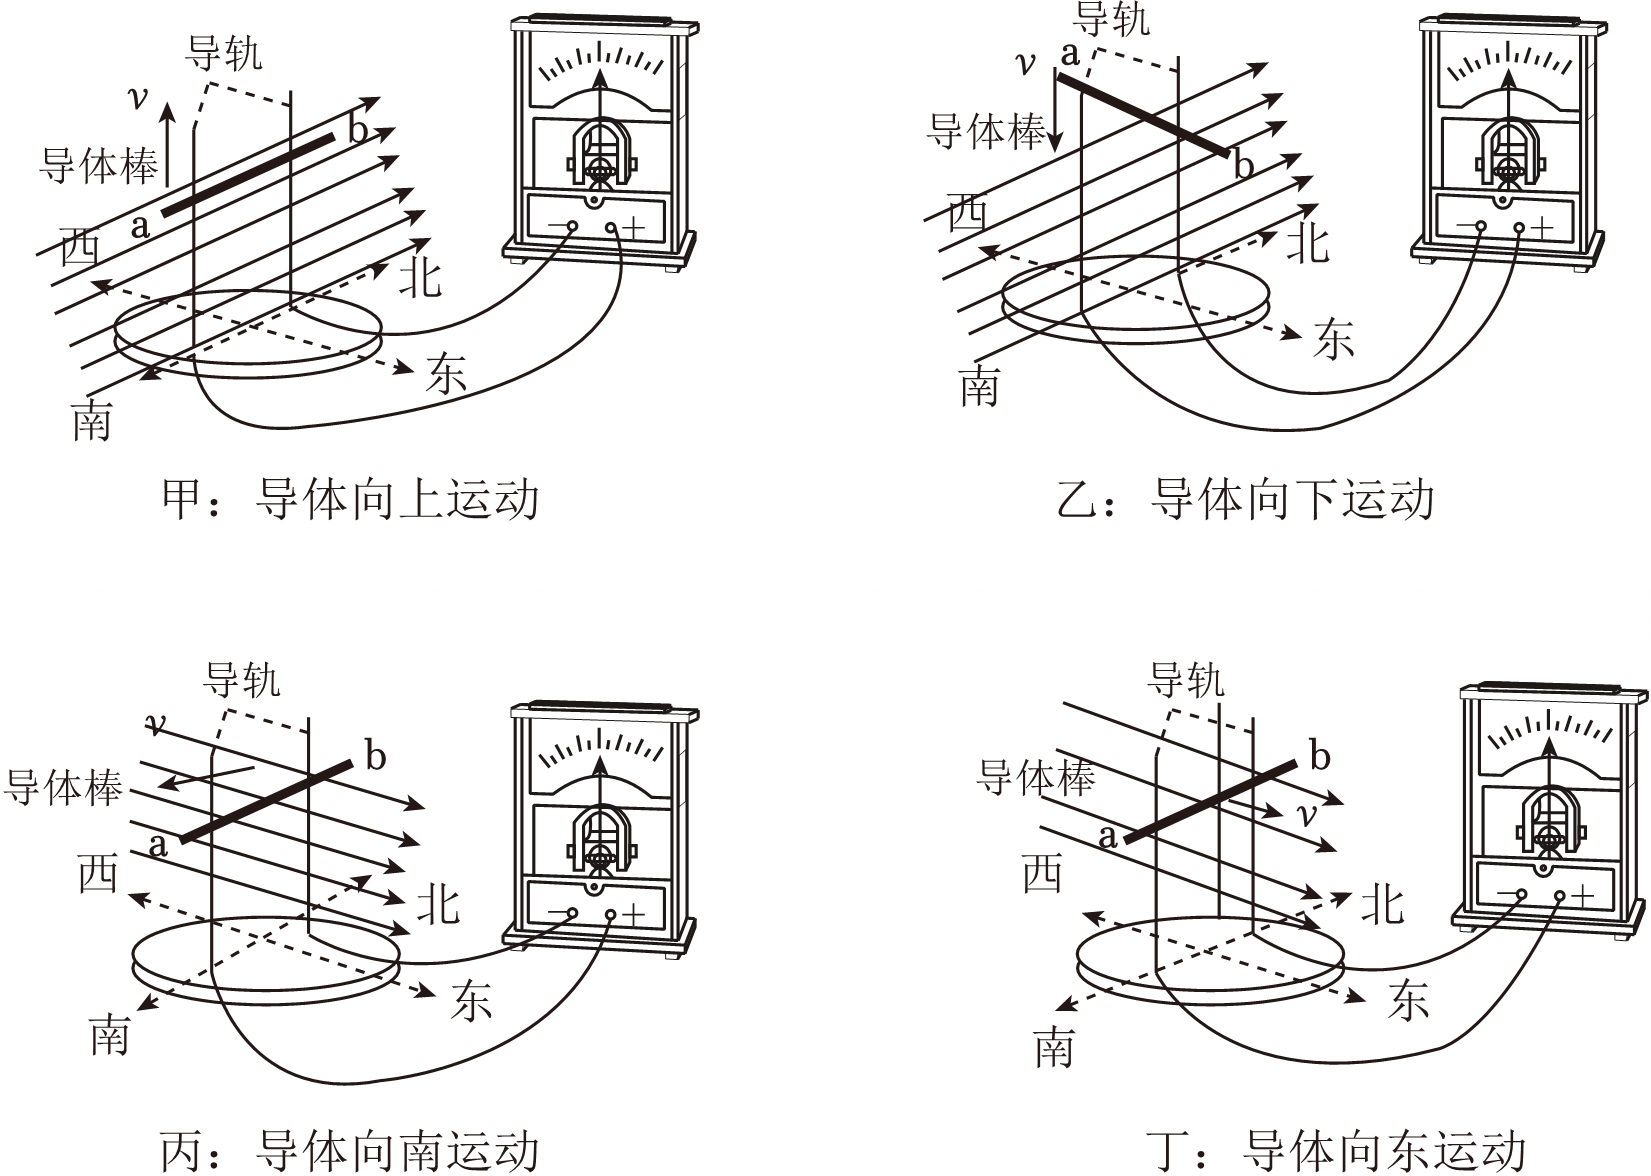 导轨
v
导体棒
a
b
西
北
东
南
− +
甲：导体向上运动
导轨
v
a
导体棒
b
西
北
东
南
− +
乙：导体向下运动
导轨
v
导体棒
a
b
西
北
东
南
− +
丙：导体向南运动
导轨
导体棒
a
b
v
西
北
东
南
− +
丁：导体向东运动